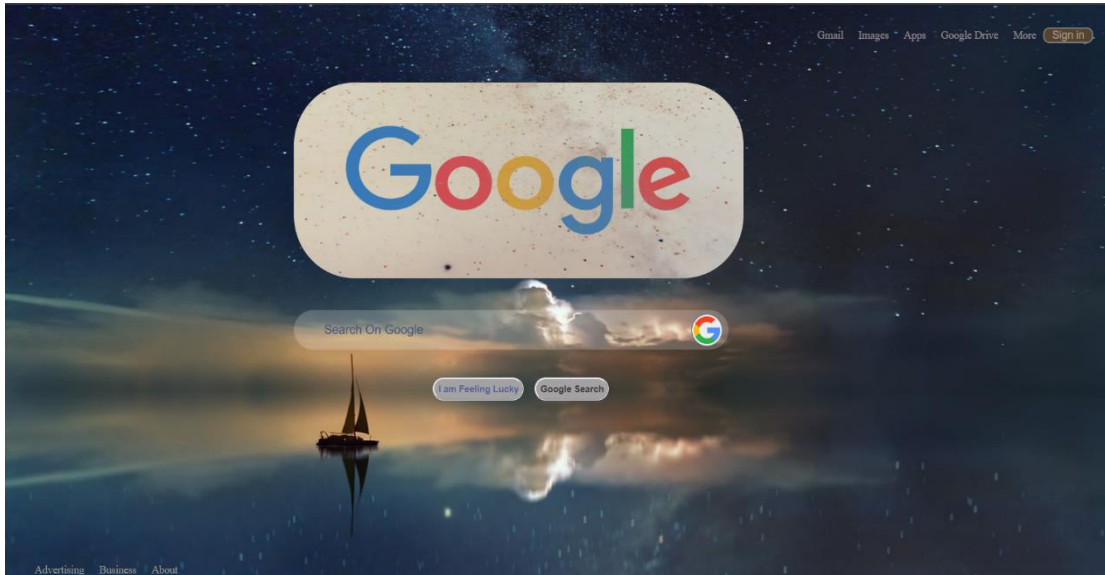 Gmail Images Apps Google Drive More Sign in
Google
Search On Google
I am Feeling Lucky Google Search
Advertising Business About